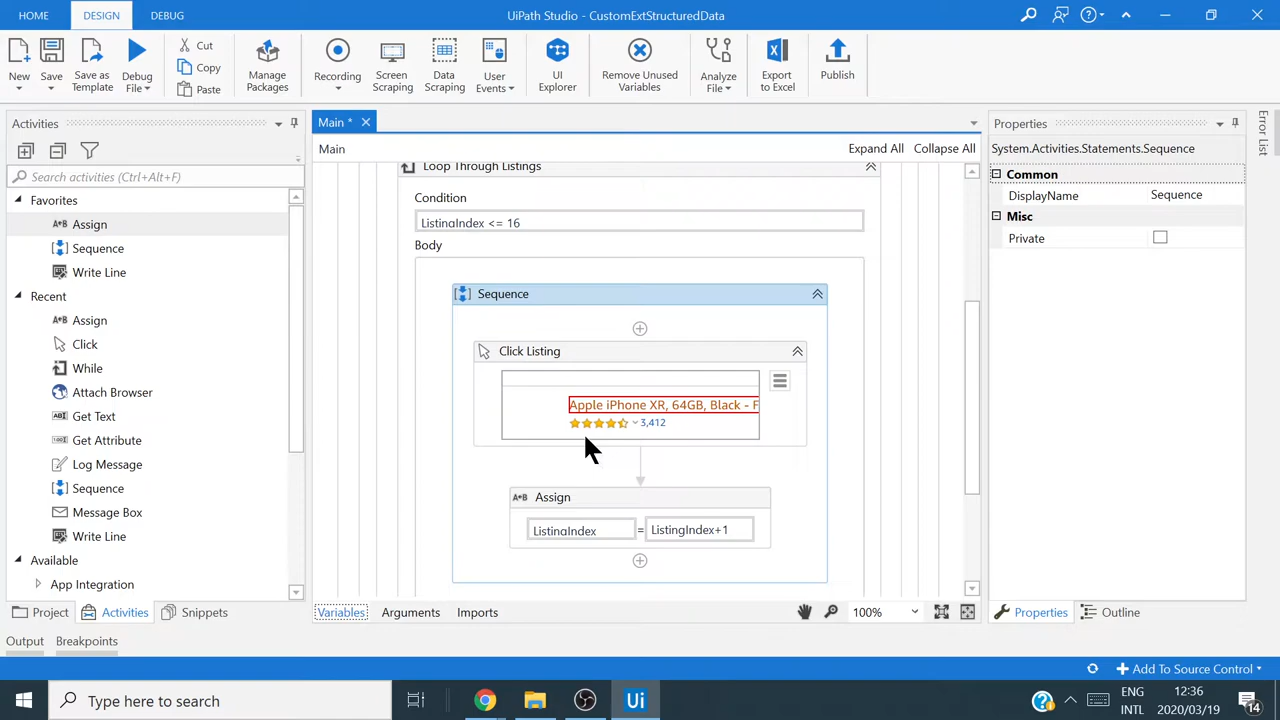 HOME
DESIGN
DEBUG
UiPath Studio - CustomExtStructuredData
New
Save
Save as Template
Debug File
Cut
Copy
Paste
Manage Packages
Recording
Screen Scraping
Data Scraping
User Events
UI Explorer
Remove Unused Variables
Analyze File
Export to Excel
Publish
Activities
Search activities (Ctrl+Alt+F)
Favorites
A+B Assign
Sequence
Write Line
Recent
A+B Assign
Click
While
Attach Browser
Get Text
Get Attribute
Log Message
Sequence
Message Box
Write Line
Available
App Integration
Project
Activities
Snippets
Main *
Main
Expand All
Collapse All
Loop Through Listings
Condition
ListingIndex <= 16
Body
Sequence
Click Listing
Apple iPhone XR, 64GB, Black - F
3,412
A+B Assign
ListingIndex = ListingIndex+1
Variables
Arguments
Imports
100%
Properties
System.Activities.Statements.Sequence
Common
DisplayName Sequence
Misc
Private
Properties
Outline
Error List
Output
Breakpoints
Add To Source Control
Type here to search
Ui
ENG
INTL
12:36
2020/03/19
14